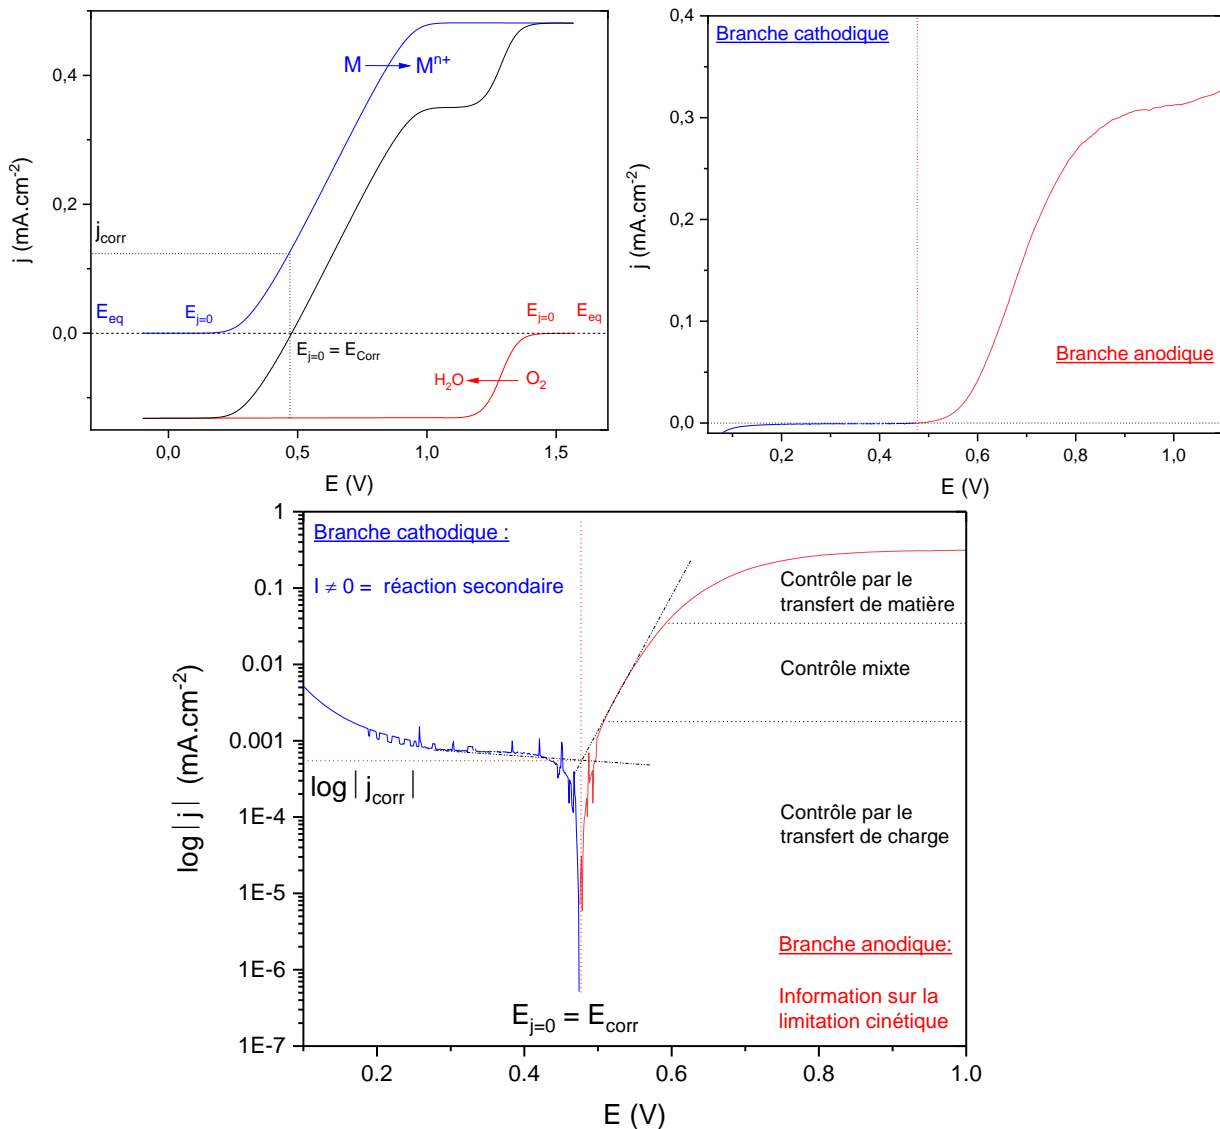 j (mA.cm-2)
0,4
0,2
0,0
M
Mn+
jcorr
Eeq
Ej=0
Ej=0
Eeq
Ej=0 = ECorr
H2O
O2
0,0
0,5
1,0
1,5
E (V)
j (mA.cm-2)
0,4
0,3
0,2
0,1
0,0
Branche cathodique
Branche anodique
0,2
0,4
0,6
0,8
1,0
E (V)
log|j| (mA.cm-2)
1
0.1
0.01
0.001
1E-4
1E-5
1E-6
1E-7
Branche cathodique :
I ≠ 0 = réaction secondaire
log|jcorr|
Contrôle par le
transfert de matière
Contrôle mixte
Contrôle par le
transfert de charge
Branche anodique:
Information sur la
limitation cinétique
Ej=0 = Ecorr
0.2
0.4
0.6
0.8
1.0
E (V)